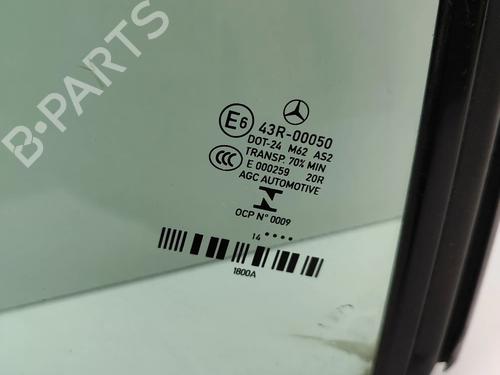 E6 43R-00050
DOT-24 M62 AS2
TRANSP. 70% MIN
E 000259 20R
AGC AUTOMOTIVE
OCP N° 0009
14 ••••
1800A
B-PARTS